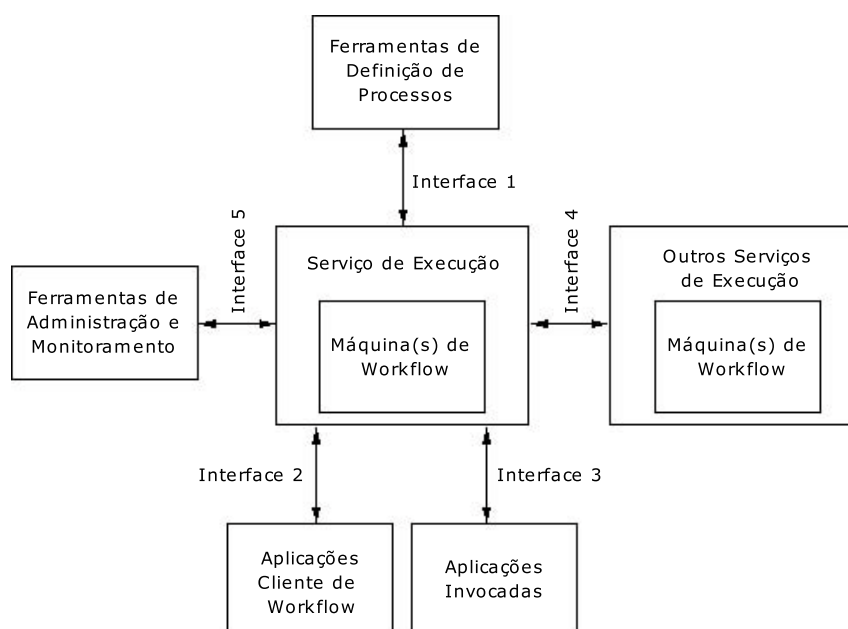 Ferramentas de
Definição de
Processos
Interface 1
Interface 5
Interface 4
Serviço de Execução
Outros Serviços
de Execução
Ferramentas de
Administração e
Monitoramento
Máquina(s) de
Workflow
Máquina(s) de
Workflow
Interface 2
Interface 3
Aplicações
Cliente de
Workflow
Aplicações
Invocadas